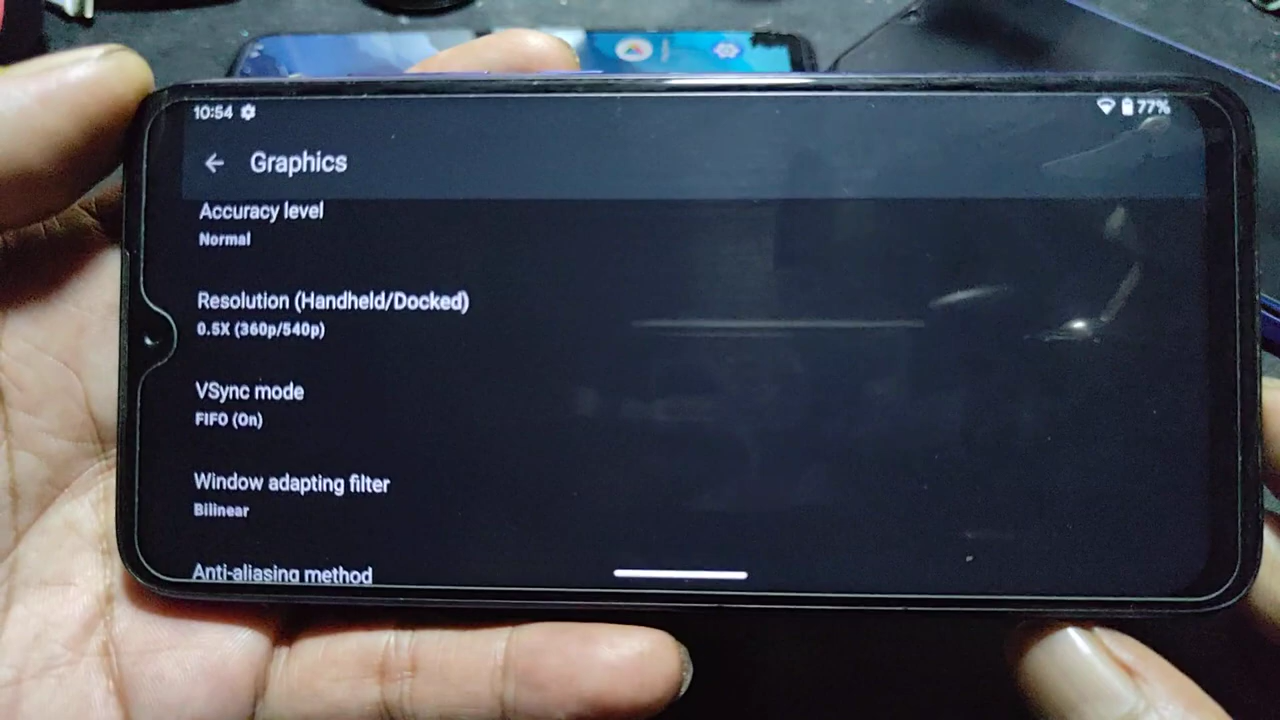 10:54
77%
Graphics
Accuracy level
Normal
Resolution (Handheld/Docked)
0.5X (360p/540p)
VSync mode
FIFO (On)
Window adapting filter
Bilinear
Anti-aliasing method